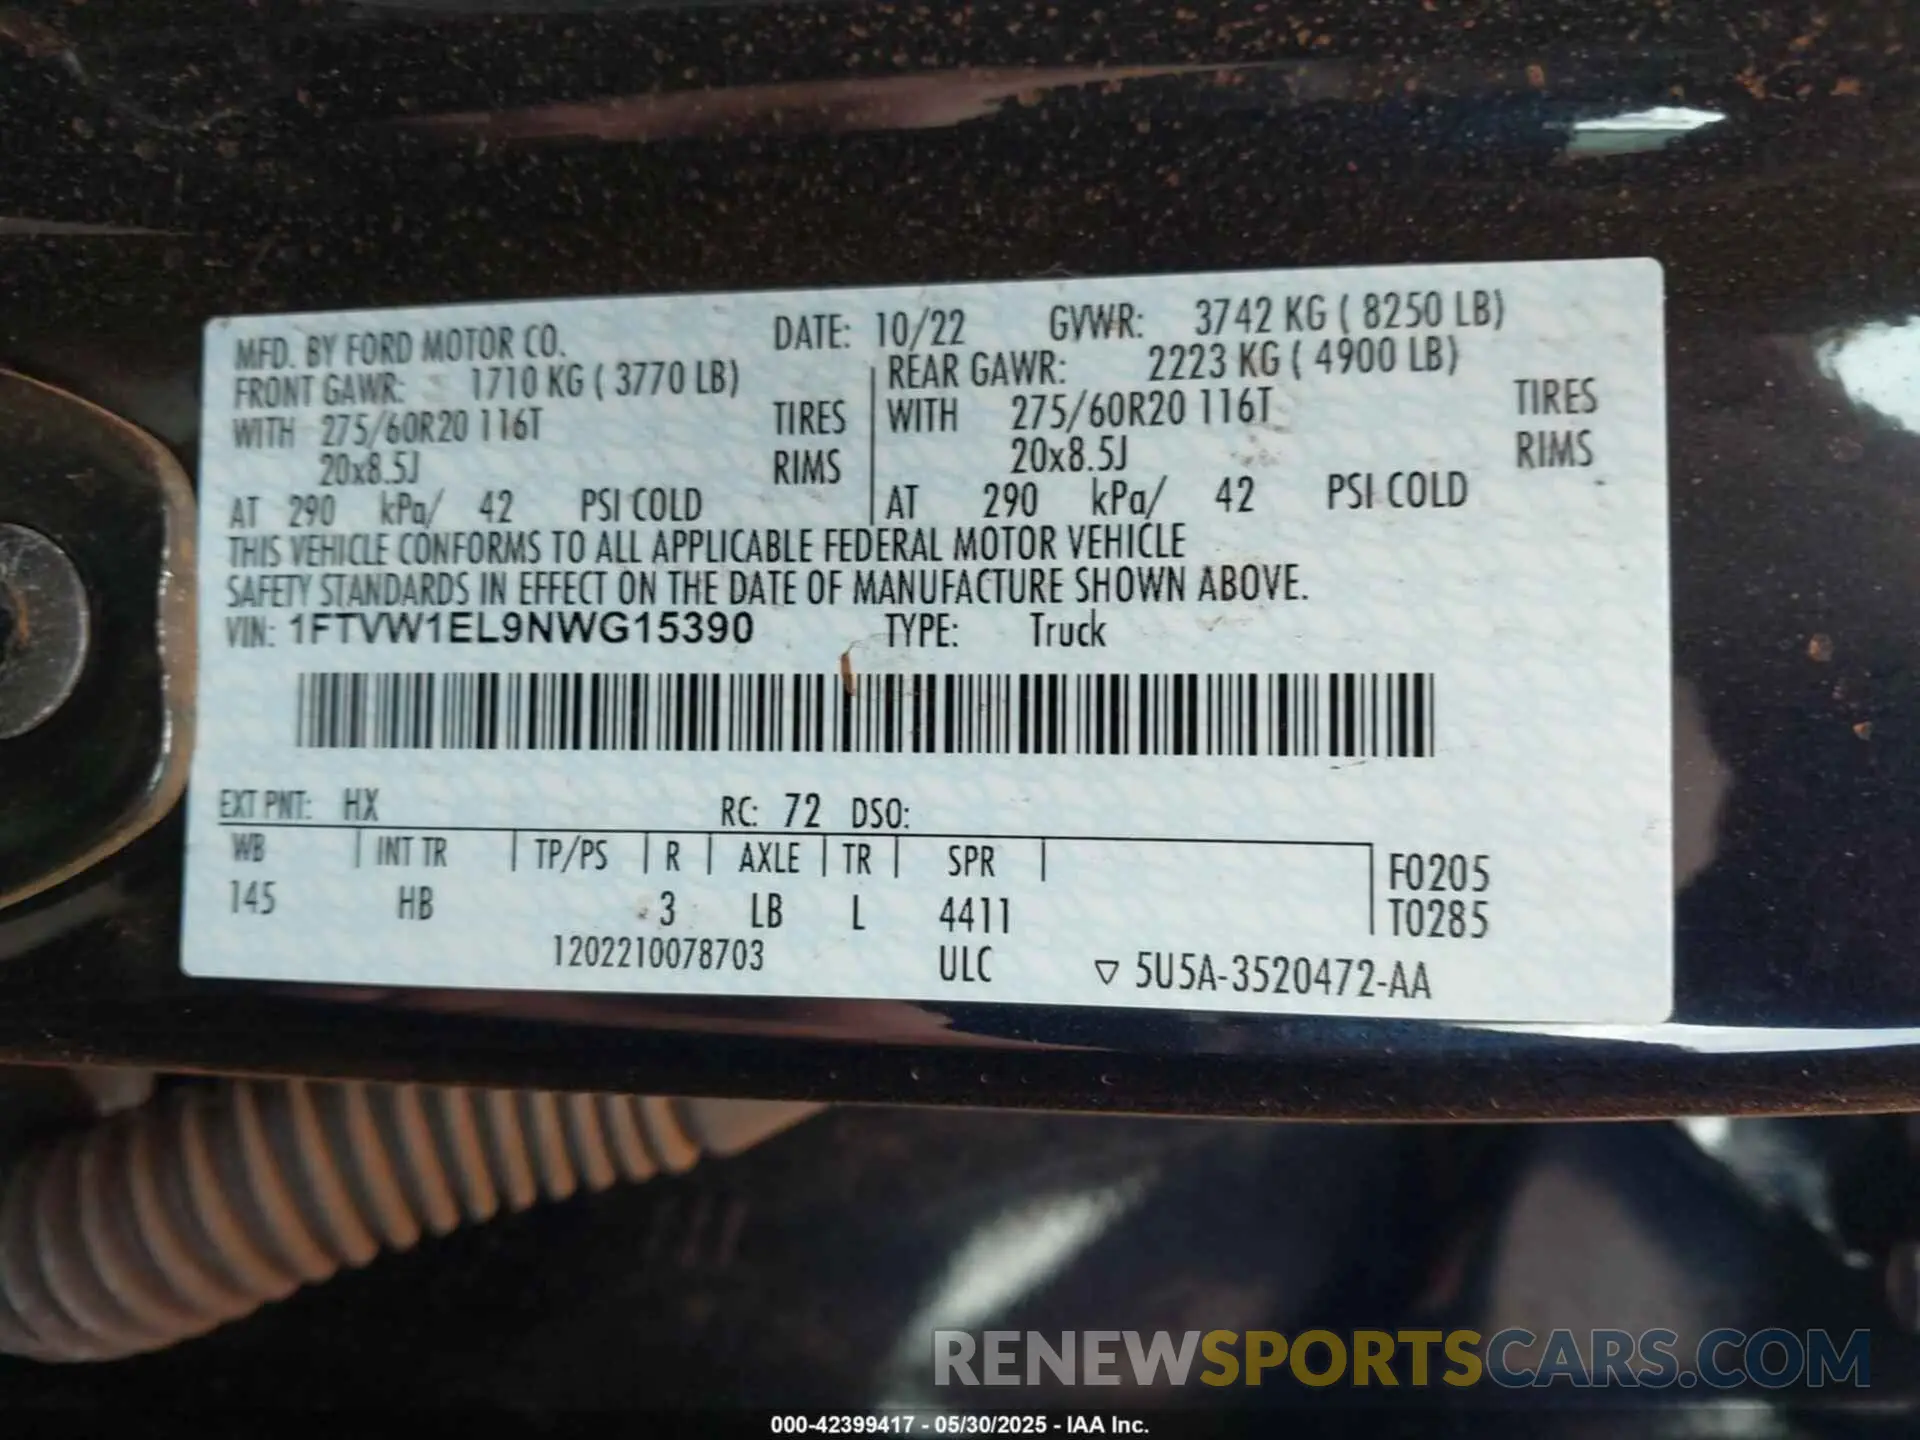 MFD. BY FORD MOTOR CO. DATE: 10/22 GVWR: 3742 KG ( 8250 LB)
FRONT GAWR: 1710 KG ( 3770 LB) REAR GAWR: 2223 KG ( 4900 LB)
WITH 275/60R20 116T TIRES WITH 275/60R20 116T TIRES
20x8.5J RIMS 20x8.5J RIMS
AT 290 kPa/ 42 PSI COLD AT 290 kPa/ 42 PSI COLD
THIS VEHICLE CONFORMS TO ALL APPLICABLE FEDERAL MOTOR VEHICLE
SAFETY STANDARDS IN EFFECT ON THE DATE OF MANUFACTURE SHOWN ABOVE.
VIN: 1FTVW1EL9NWG15390 TYPE: Truck
EXT PNT: HX RC: 72 DSO:
WB INT TR TP/PS R AXLE TR SPR F0205
145 HB 3 LB L 4411 T0285
1202210078703 ULC ▽ 5U5A-3520472-AA
RENEWSPORTSCARS.COM
000-42399417 - 05/30/2025 - IAA Inc.